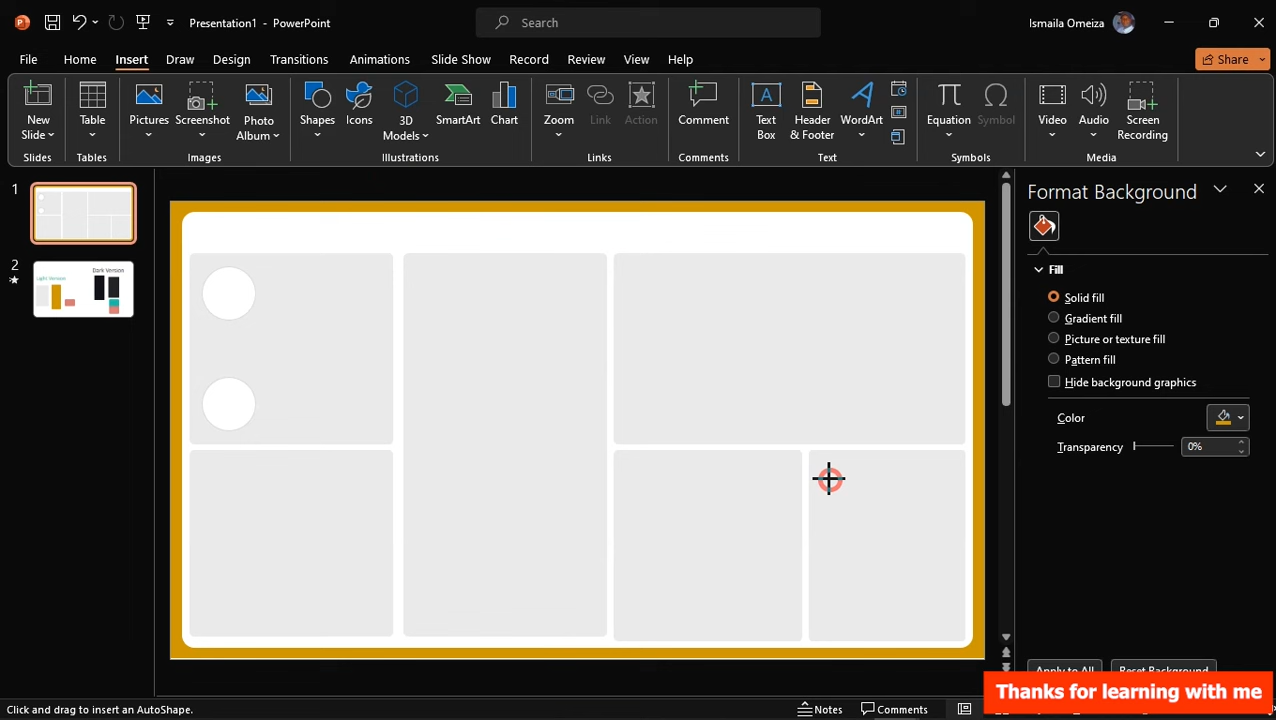 Presentation1 - PowerPoint
Search
Ismaila Omeiza
File Home Insert Draw Design Transitions Animations Slide Show Record Review View Help
Share
New Slide
Table
Pictures
Screenshot
Photo Album
Shapes
Icons
3D Models
SmartArt
Chart
Zoom
Link
Action
Comment
Text Box
Header & Footer
WordArt
Equation
Symbol
Video
Audio
Screen Recording
Slides Tables Images Illustrations Links Comments Text Symbols Media
1
2
Light Version
Dark Version
Format Background
Fill
Solid fill
Gradient fill
Picture or texture fill
Pattern fill
Hide background graphics
Color
Transparency 0%
Apply to All Reset Background
Thanks for learning with me
Click and drag to insert an AutoShape.
Notes Comments